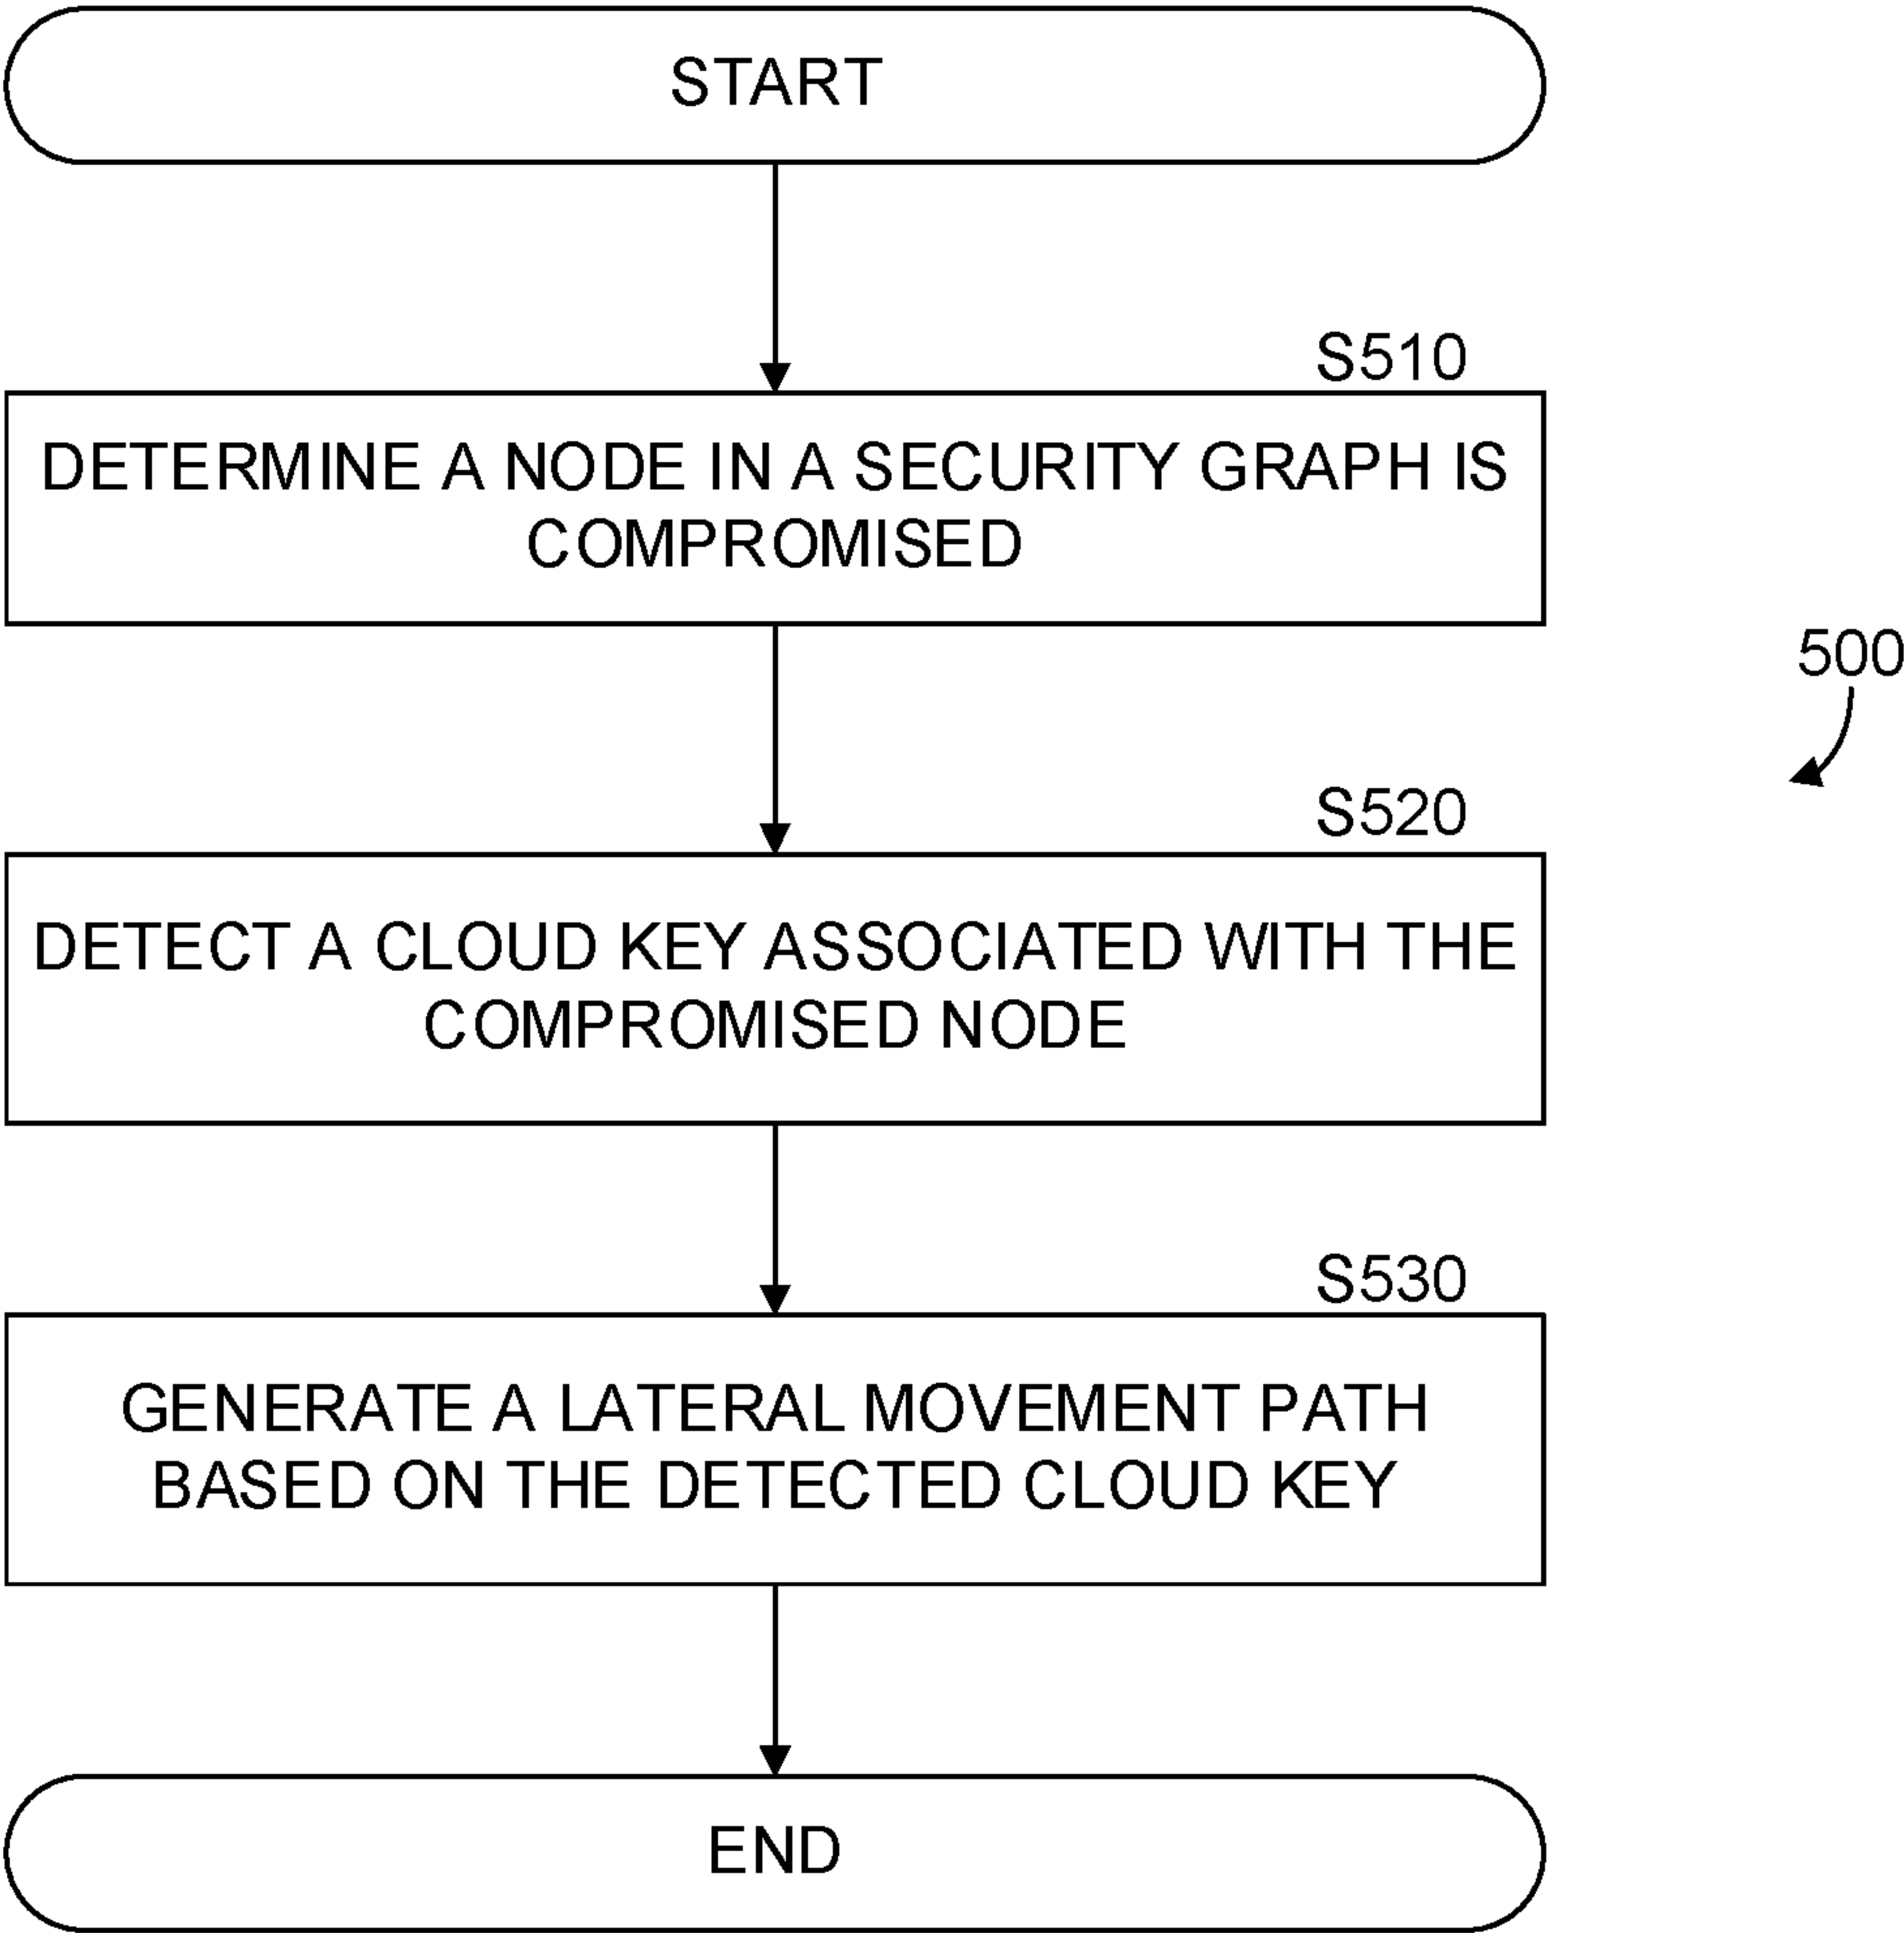 START
S510
DETERMINE A NODE IN A SECURITY GRAPH IS
COMPROMISED
500
S520
DETECT A CLOUD KEY ASSOCIATED WITH THE
COMPROMISED NODE
S530
GENERATE A LATERAL MOVEMENT PATH
BASED ON THE DETECTED CLOUD KEY
END